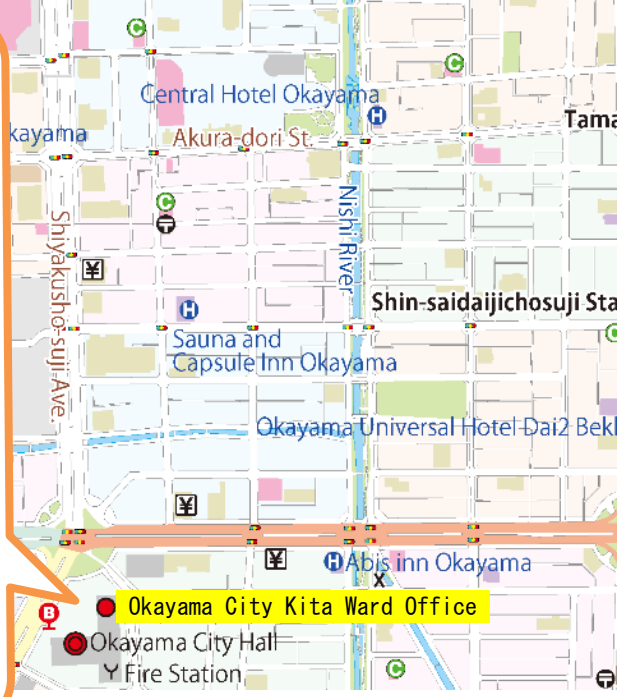 Central Hotel Okayama
Tama
kayama
Akura-dori St.
Nishi River
Shiyakusho-suji Ave.
Shin-saidaijichosuji Sta
Sauna and
Capsule Inn Okayama
Okayama Universal Hotel Dai2 Bekk
Abis inn Okayama
Okayama City Kita Ward Office
Okayama City Hall
Fire Station